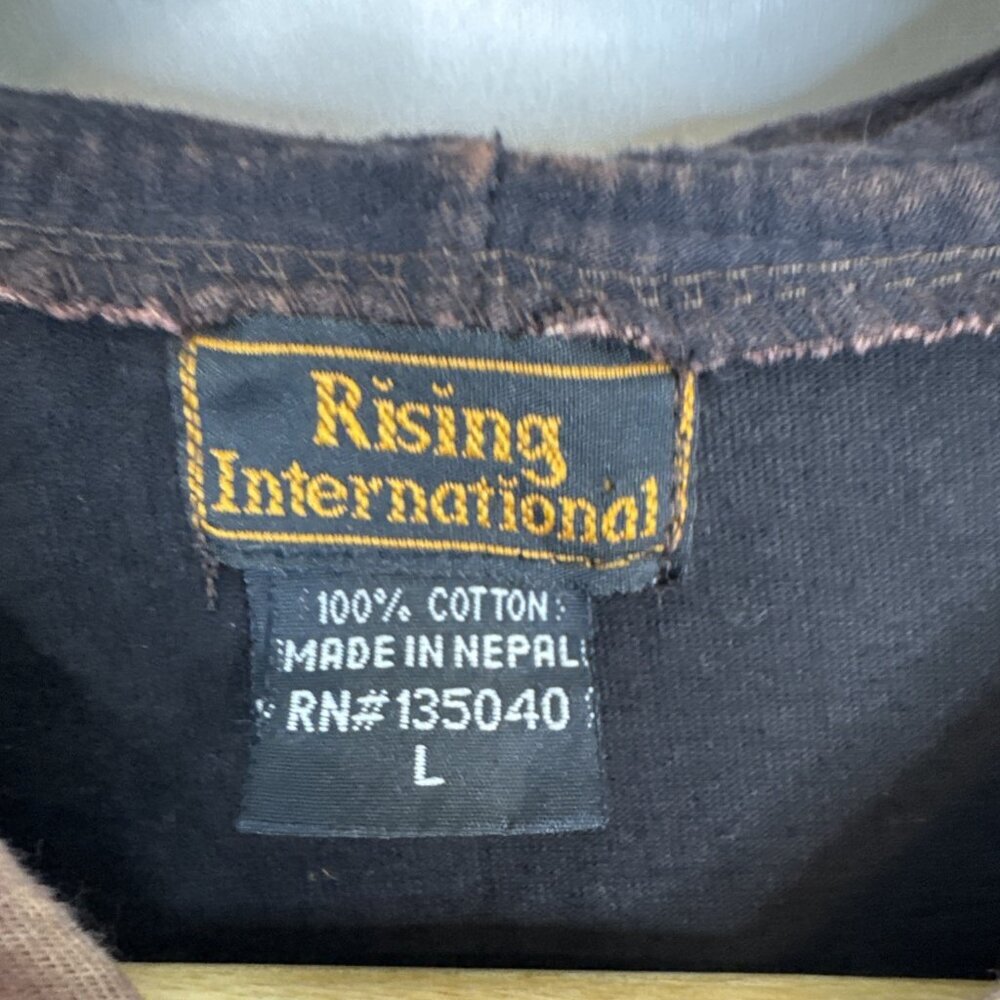 Rising
International
100% COTTON
MADE IN NEPAL
RN#135040
L